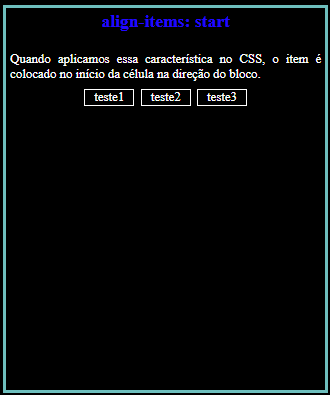 align-items: start
Quando aplicamos essa característica no CSS, o item é
colocado no início da célula na direção do bloco.
teste1 teste2 teste3